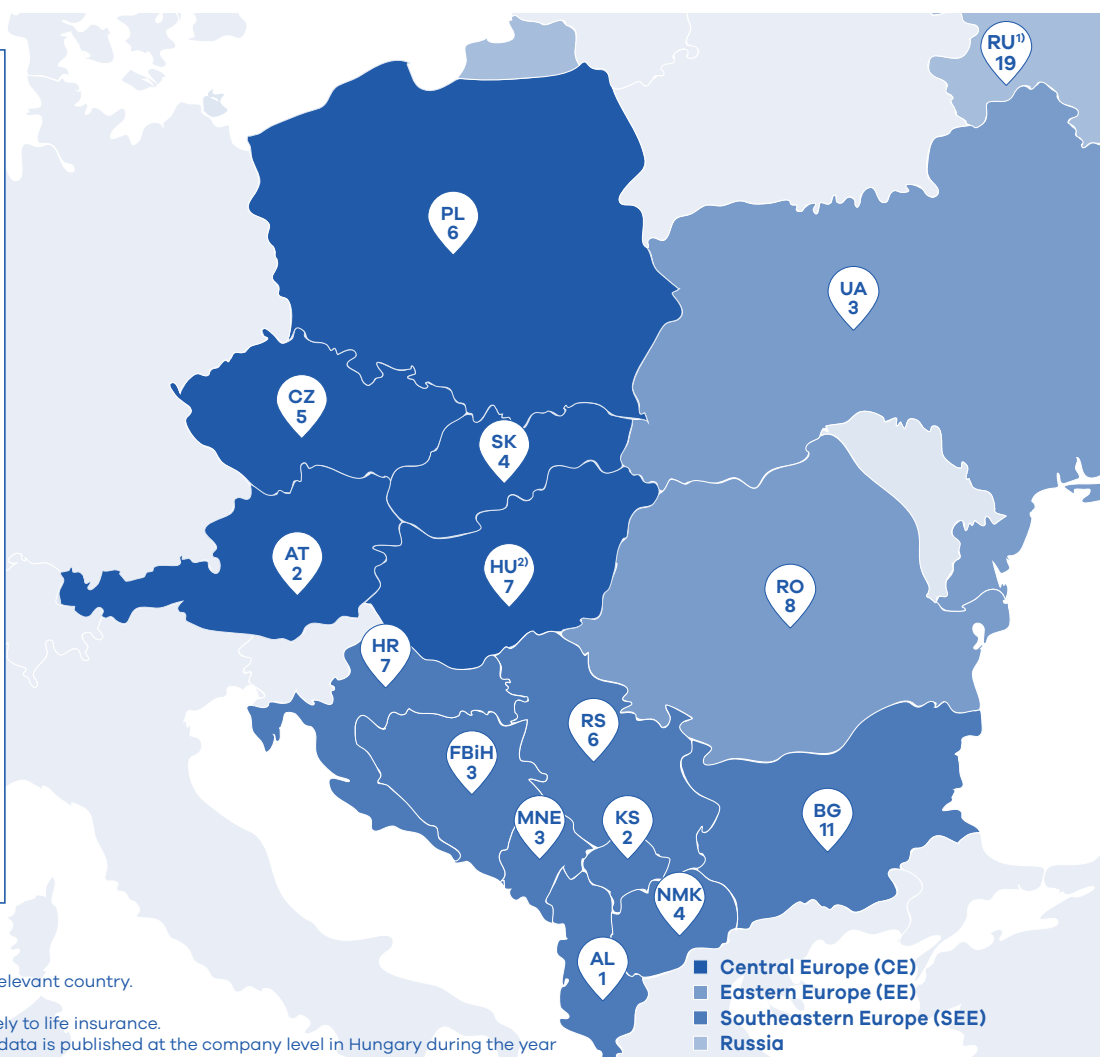 RU¹⁾
19
PL
6
UA
3
CZ
5
SK
4
AT
2
HU²⁾
7
RO
8
HR
7
RS
6
FBiH
3
MNE
3
KS
2
BG
11
NMK
4
AL
1
Central Europe (CE)
Eastern Europe (EE)
Southeastern Europe (SEE)
Russia
relevant country.
to life insurance.
data is published at the company level in Hungary during the year